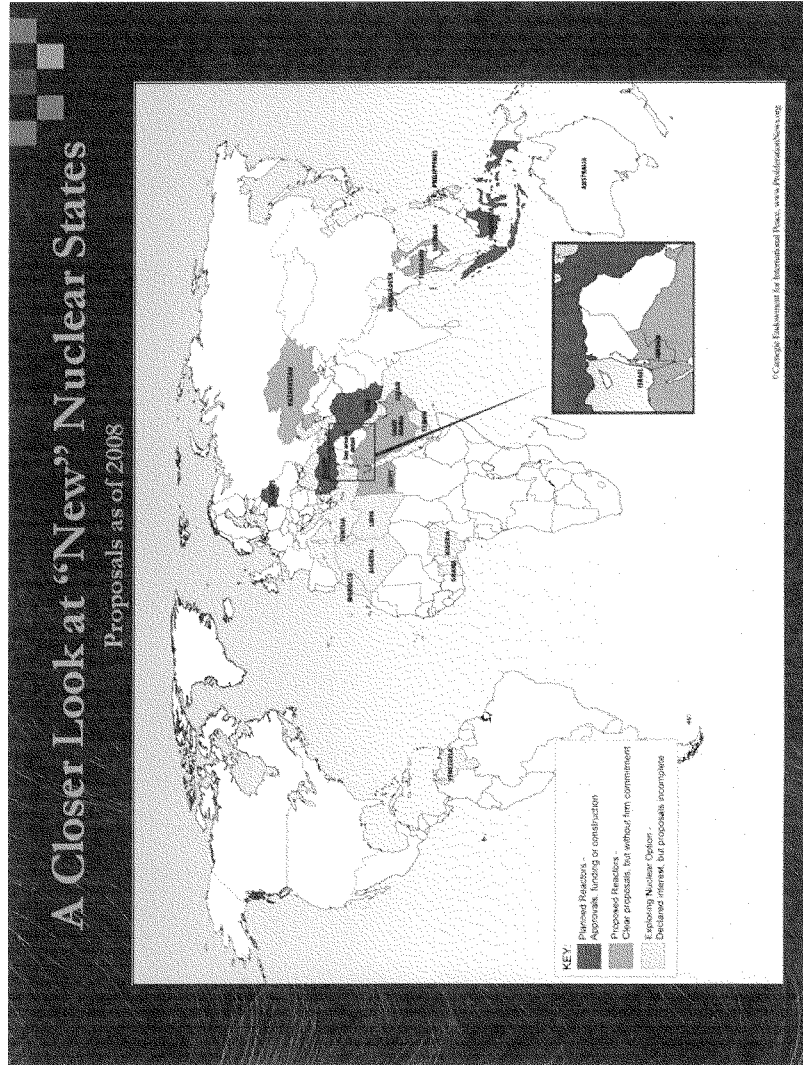 A Closer Look at “New” Nuclear States
Proposals as of 2008
KAZAKHSTAN
BANGLADESH
PHILIPPINES
VIETNAM
TUNISIA
MOROCCO
ALGERIA
LIBYA
YEMEN
NIGERIA
GHANA
VENEZUELA
AUSTRALIA
ISRAEL
JORDAN
KEY:
Planned Reactors -
Approvals, funding or construction
Proposed Reactors -
Clear proposals, but without firm commitment
Exploring Nuclear Option -
Declared interest, but proposals incomplete
©Carnegie Endowment for International Peace, www.ProliferationNews.org